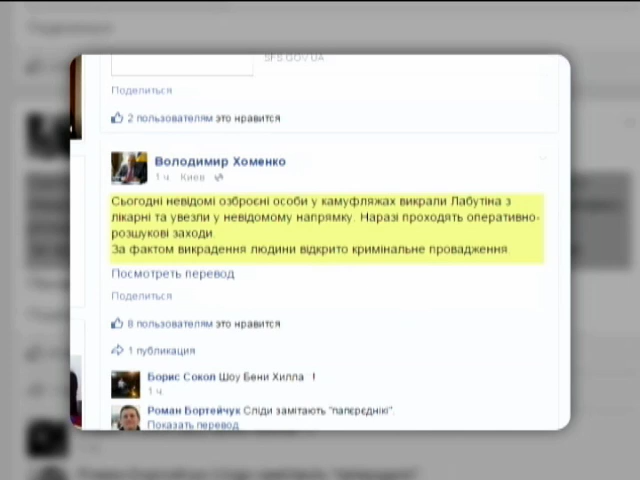 SFS.GOV.UA
Поделиться
2 пользователям это нравится
Володимир Хоменко
1 ч. Киев
Сьогодні невідомі озброєні особи у камуфляжах викрали Лабутіна з
лікарні та увезли у невідомому напрямку. Наразі проходять оперативно-
розшукові заходи.
За фактом викрадення людини відкрито кримінальне провадження
Посмотреть перевод
Поделиться
8 пользователям это нравится
1 публикация
Борис Сокол Шоу Бени Хилла !
1 ч.
Роман Бортейчук Сліди замітають "папєрєднікі".
Показать перевод